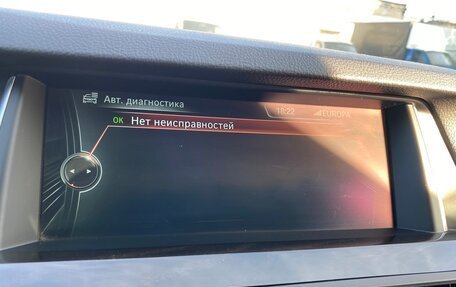 Авт. диагностика
18:22
EUROPA
OK Нет неисправностей